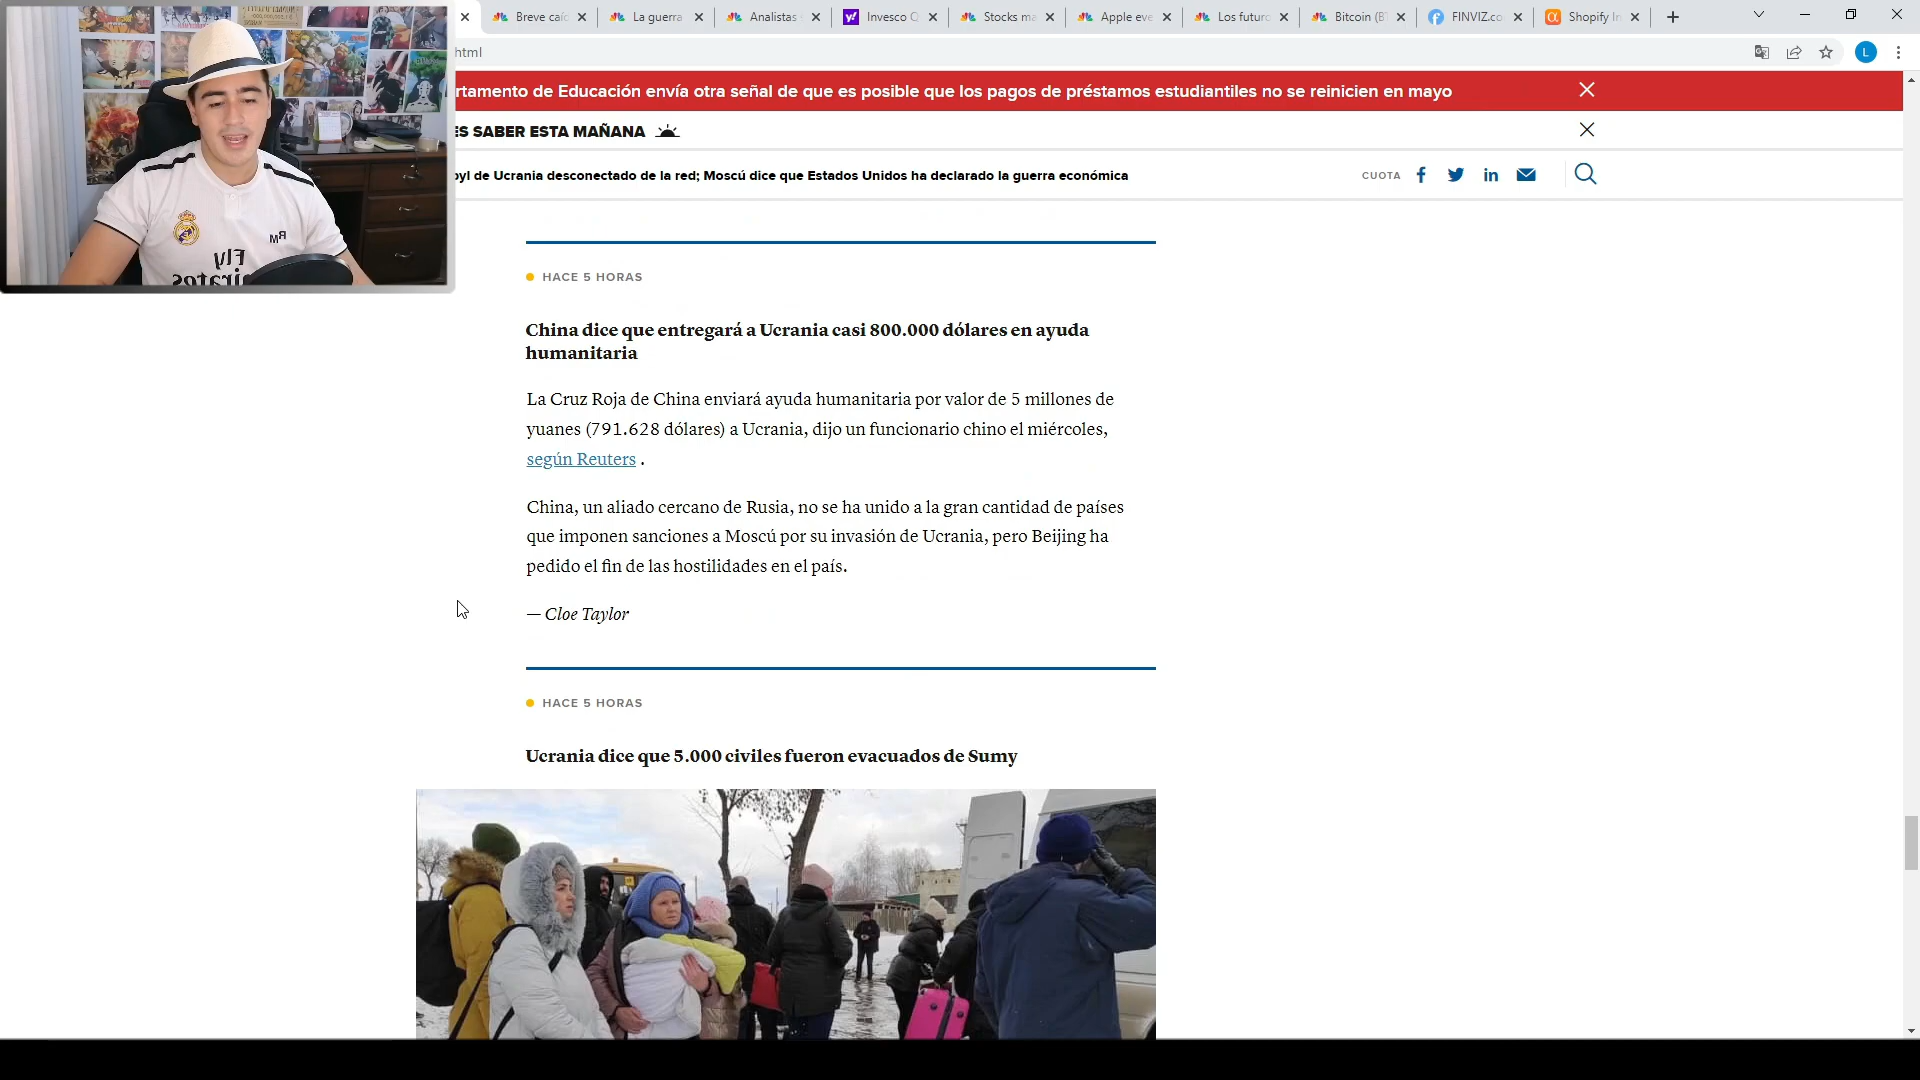 Breve caíd
La guerra
Analistas
Invesco Q
Stocks ma
Apple eve
Los futuro
Bitcoin (BT
FINVIZ.co
Shopify In
html
L
rtamento de Educación envía otra señal de que es posible que los pagos de préstamos estudiantiles no se reinicien en mayo
ES SABER ESTA MAÑANA
byl de Ucrania desconectado de la red; Moscú dice que Estados Unidos ha declarado la guerra económica
CUOTA
Fly
HACE 5 HORAS
China dice que entregará a Ucrania casi 800.000 dólares en ayuda
humanitaria
La Cruz Roja de China enviará ayuda humanitaria por valor de 5 millones de
yuanes (791.628 dólares) a Ucrania, dijo un funcionario chino el miércoles,
según Reuters .
China, un aliado cercano de Rusia, no se ha unido a la gran cantidad de países
que imponen sanciones a Moscú por su invasión de Ucrania, pero Beijing ha
pedido el fin de las hostilidades en el país.
— Cloe Taylor
HACE 5 HORAS
Ucrania dice que 5.000 civiles fueron evacuados de Sumy